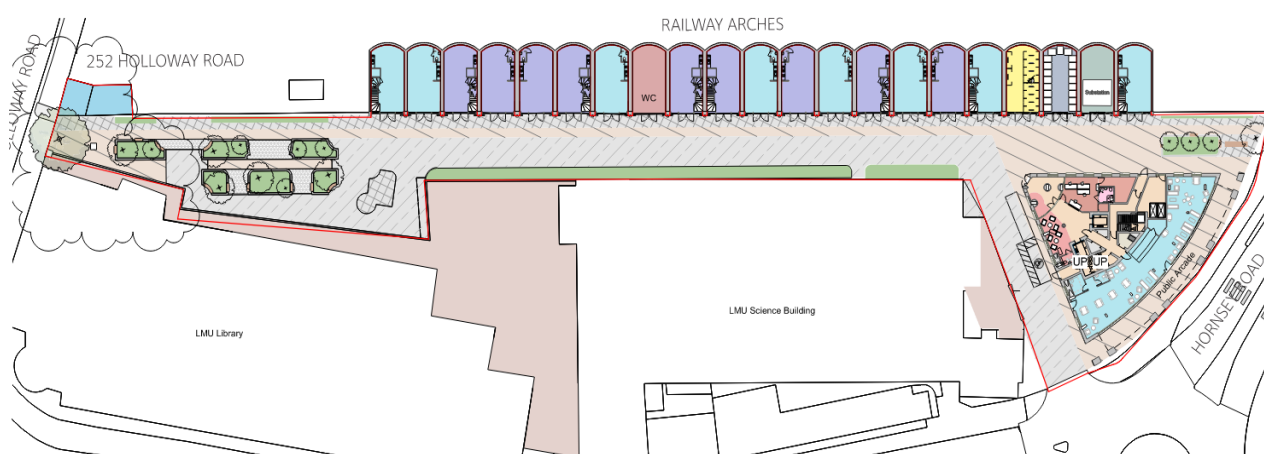 RAILWAY ARCHES
252 HOLLOWAY ROAD
LLOWAY ROAD
WC
Substation
UP UP
Public Arcade
HORNSEY ROAD
LMU Science Building
LMU Library